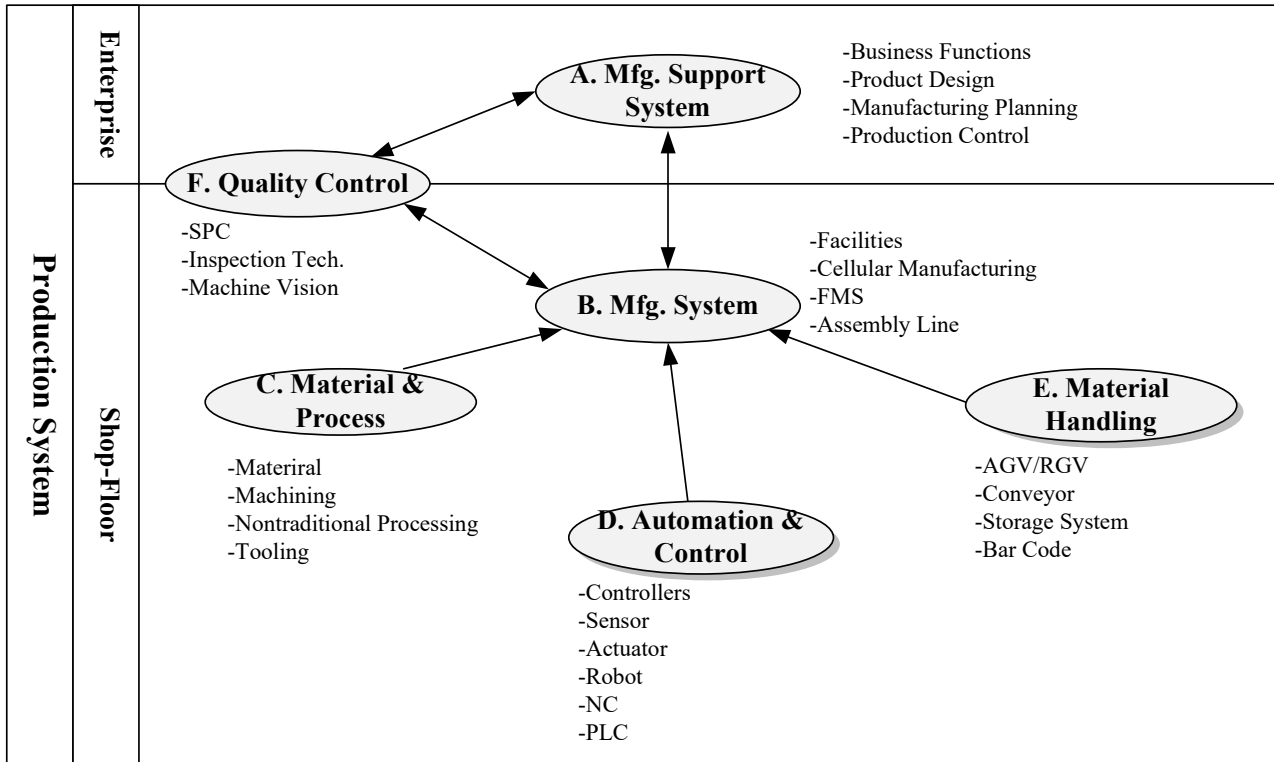 Production System
Enterprise
Shop-Floor
A. Mfg. Support
System
-Business Functions
-Product Design
-Manufacturing Planning
-Production Control
F. Quality Control
-SPC
-Inspection Tech.
-Machine Vision
B. Mfg. System
-Facilities
-Cellular Manufacturing
-FMS
-Assembly Line
C. Material &
Process
-Materiral
-Machining
-Nontraditional Processing
-Tooling
D. Automation &
Control
-Controllers
-Sensor
-Actuator
-Robot
-NC
-PLC
E. Material
Handling
-AGV/RGV
-Conveyor
-Storage System
-Bar Code